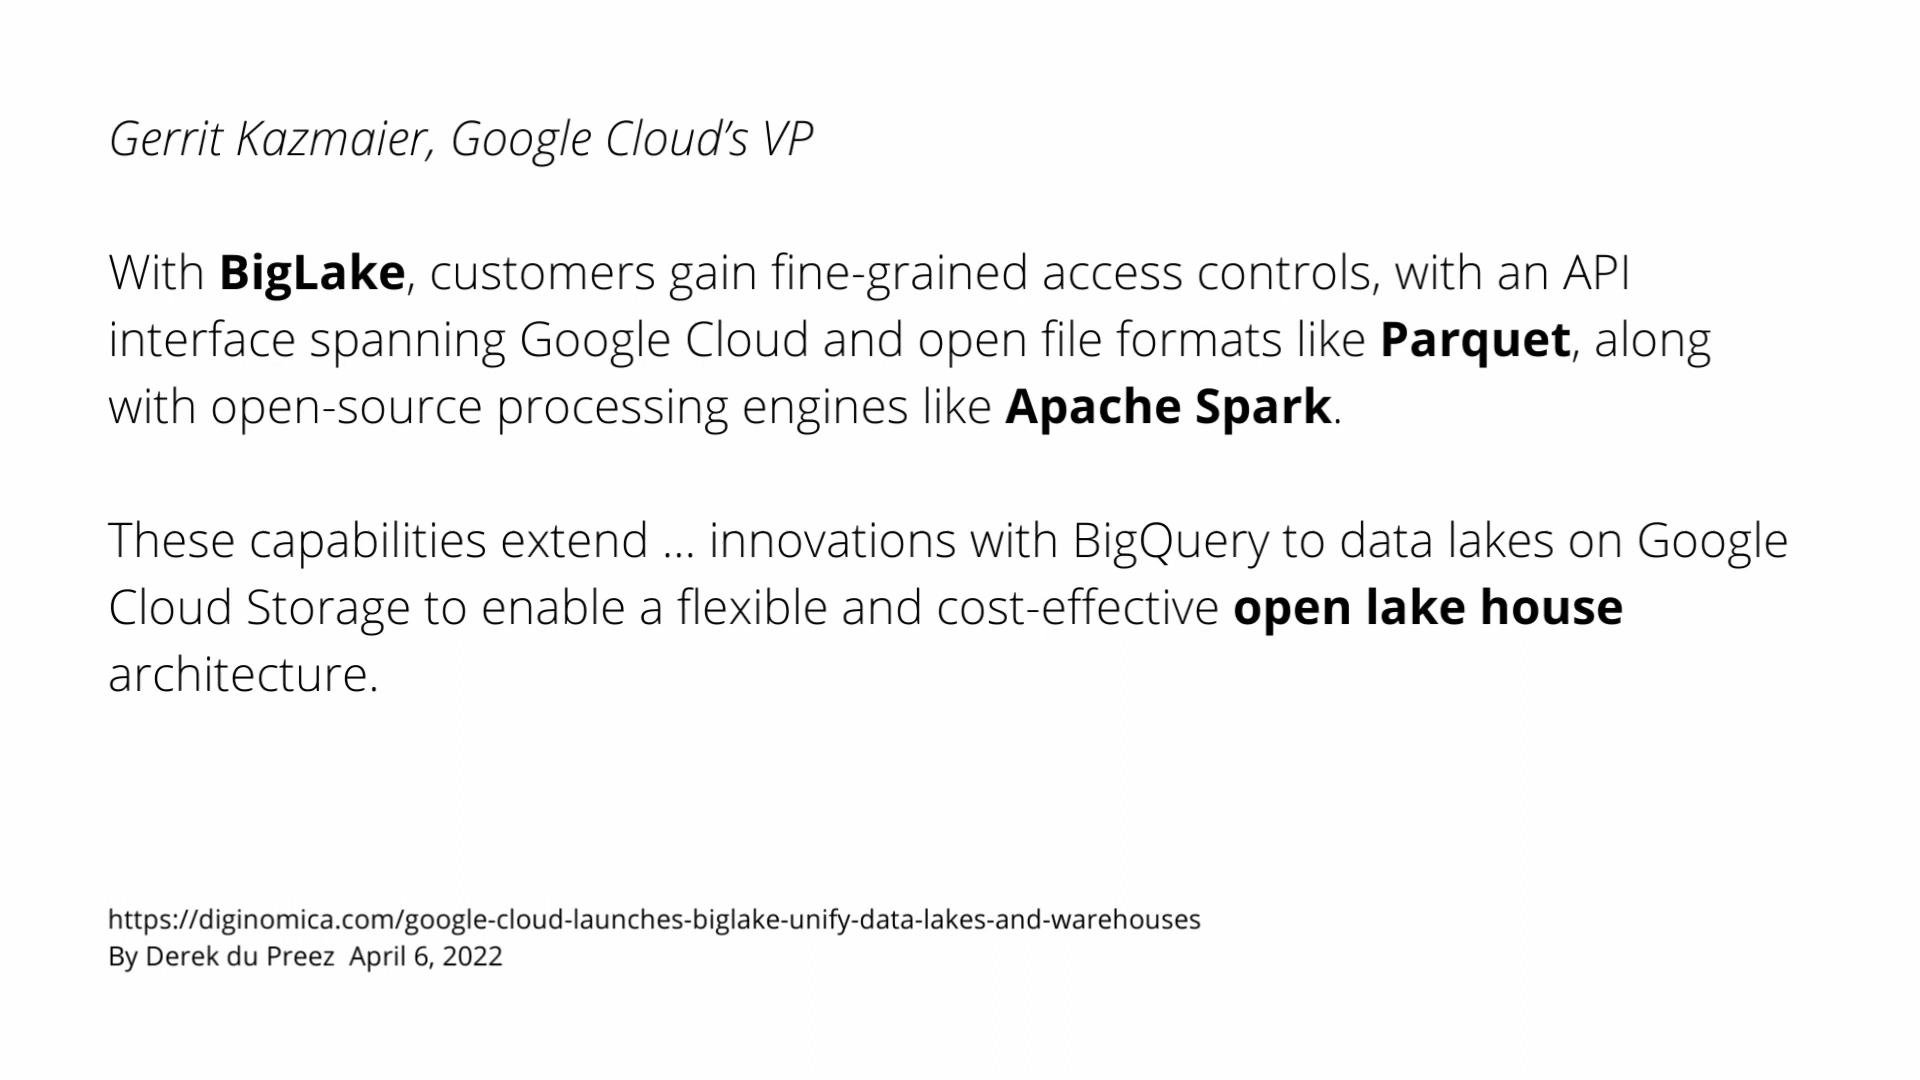 Gerrit Kazmaier, Google Cloud’s VP
With BigLake, customers gain fine-grained access controls, with an API
interface spanning Google Cloud and open file formats like Parquet, along
with open-source processing engines like Apache Spark.
These capabilities extend ... innovations with BigQuery to data lakes on Google
Cloud Storage to enable a flexible and cost-effective open lake house
architecture.
https://diginomica.com/google-cloud-launches-biglake-unify-data-lakes-and-warehouses
By Derek du Preez  April 6, 2022